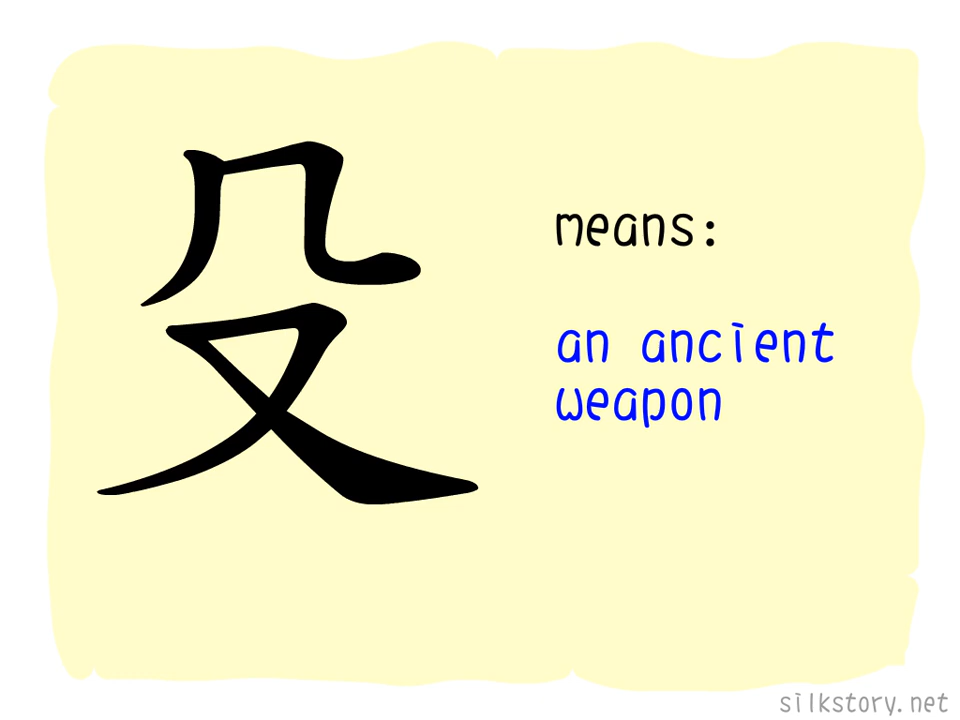 殳
means:
an ancient
weapon
silkstory.net